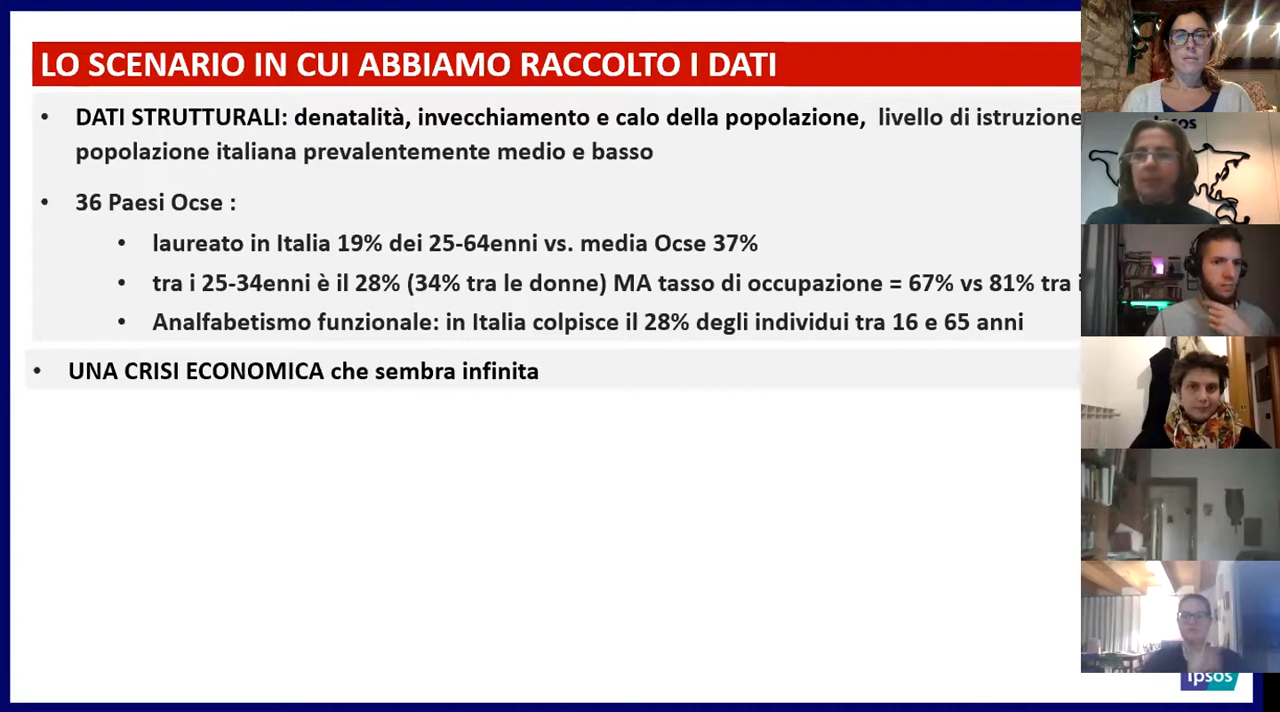 LO SCENARIO IN CUI ABBIAMO RACCOLTO I DATI
• DATI STRUTTURALI: denatalità, invecchiamento e calo della popolazione, livello di istruzione
popolazione italiana prevalentemente medio e basso
• 36 Paesi Ocse :
• laureato in Italia 19% dei 25-64enni vs. media Ocse 37%
• tra i 25-34enni è il 28% (34% tra le donne) MA tasso di occupazione = 67% vs 81% tra i
• Analfabetismo funzionale: in Italia colpisce il 28% degli individui tra 16 e 65 anni
• UNA CRISI ECONOMICA che sembra infinita
Ipsos
Ipsos